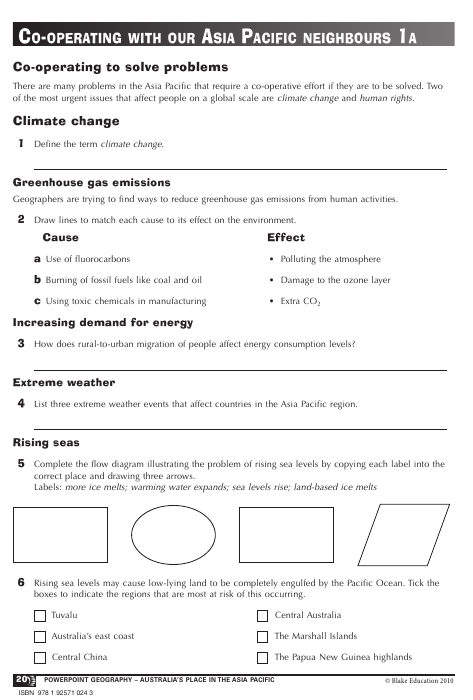 Co-operating with our Asia Pacific neighbours 1A
Co-operating to solve problems
There are many problems in the Asia Pacific that require a co-operative effort if they are to be solved. Two
of the most urgent issues that affect people on a global scale are climate change and human rights.
Climate change
1 Define the term climate change.
Greenhouse gas emissions
Geographers are trying to find ways to reduce greenhouse gas emissions from human activities.
2 Draw lines to match each cause to its effect on the environment.
Cause Effect
a Use of fluorocarbons • Polluting the atmosphere
b Burning of fossil fuels like coal and oil • Damage to the ozone layer
c Using toxic chemicals in manufacturing • Extra CO₂
Increasing demand for energy
3 How does rural-to-urban migration of people affect energy consumption levels?
Extreme weather
4 List three extreme weather events that affect countries in the Asia Pacific region.
Rising seas
5 Complete the flow diagram illustrating the problem of rising sea levels by copying each label into the
correct place and drawing three arrows.
Labels: more ice melts; warming water expands; sea levels rise; land-based ice melts
6 Rising sea levels may cause low-lying land to be completely engulfed by the Pacific Ocean. Tick the
boxes to indicate the regions that are most at risk of this occurring.
Tuvalu Central Australia
Australia's east coast The Marshall Islands
Central China The Papua New Guinea highlands
20 POWERPOINT GEOGRAPHY – AUSTRALIA'S PLACE IN THE ASIA PACIFIC © Blake Education 2010
ISBN 978 1 92571 024 3